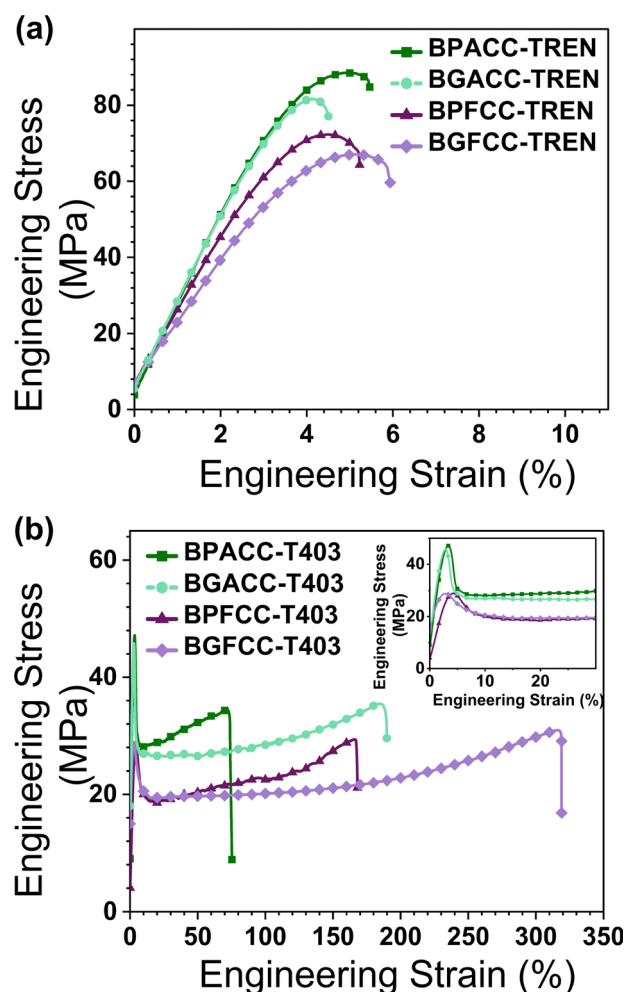 (a)
BPACC-TREN
BGACC-TREN
BPFCC-TREN
BGFCC-TREN
Engineering Stress
(MPa)
80
60
40
20
0
0 2 4 6 8 10
Engineering Strain (%)
(b)
BPACC-T403
BGACC-T403
BPFCC-T403
BGFCC-T403
Engineering Stress
(MPa)
60
40
20
0
0 50 100 150 200 250 300 350
Engineering Strain (%)
Engineering Stress
(MPa)
40
20
0
0 10 20
Engineering Strain (%)